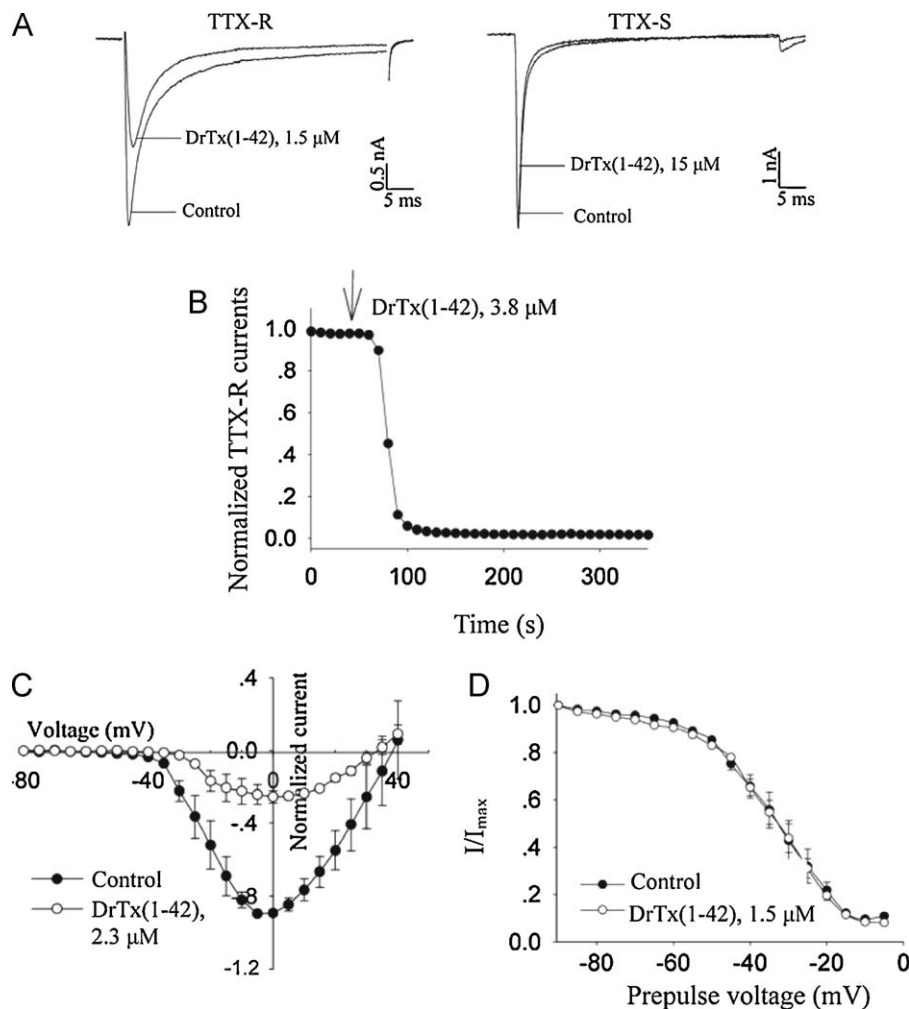 A
TTX-R
TTX-S
DrTx(1-42), 1.5 μM
Control
0.5 nA
5 ms
DrTx(1-42), 15 μM
Control
1 nA
5 ms
B
DrTx(1-42), 3.8 μM
Normalized TTX-R currents
1.0
.8
.6
.4
.2
0.0
0 100 200 300
Time (s)
C
Voltage (mV)
Normalized current
.4
0.0
-80 -60 -40 -20 0 20 40
-.4
-.8
-1.2
Control
DrTx(1-42),
2.3 μM
D
I/Imax
1.0
.8
.6
.4
.2
0.0
Control
DrTx(1-42), 1.5 μM
-80 -60 -40 -20 0
Prepulse voltage (mV)